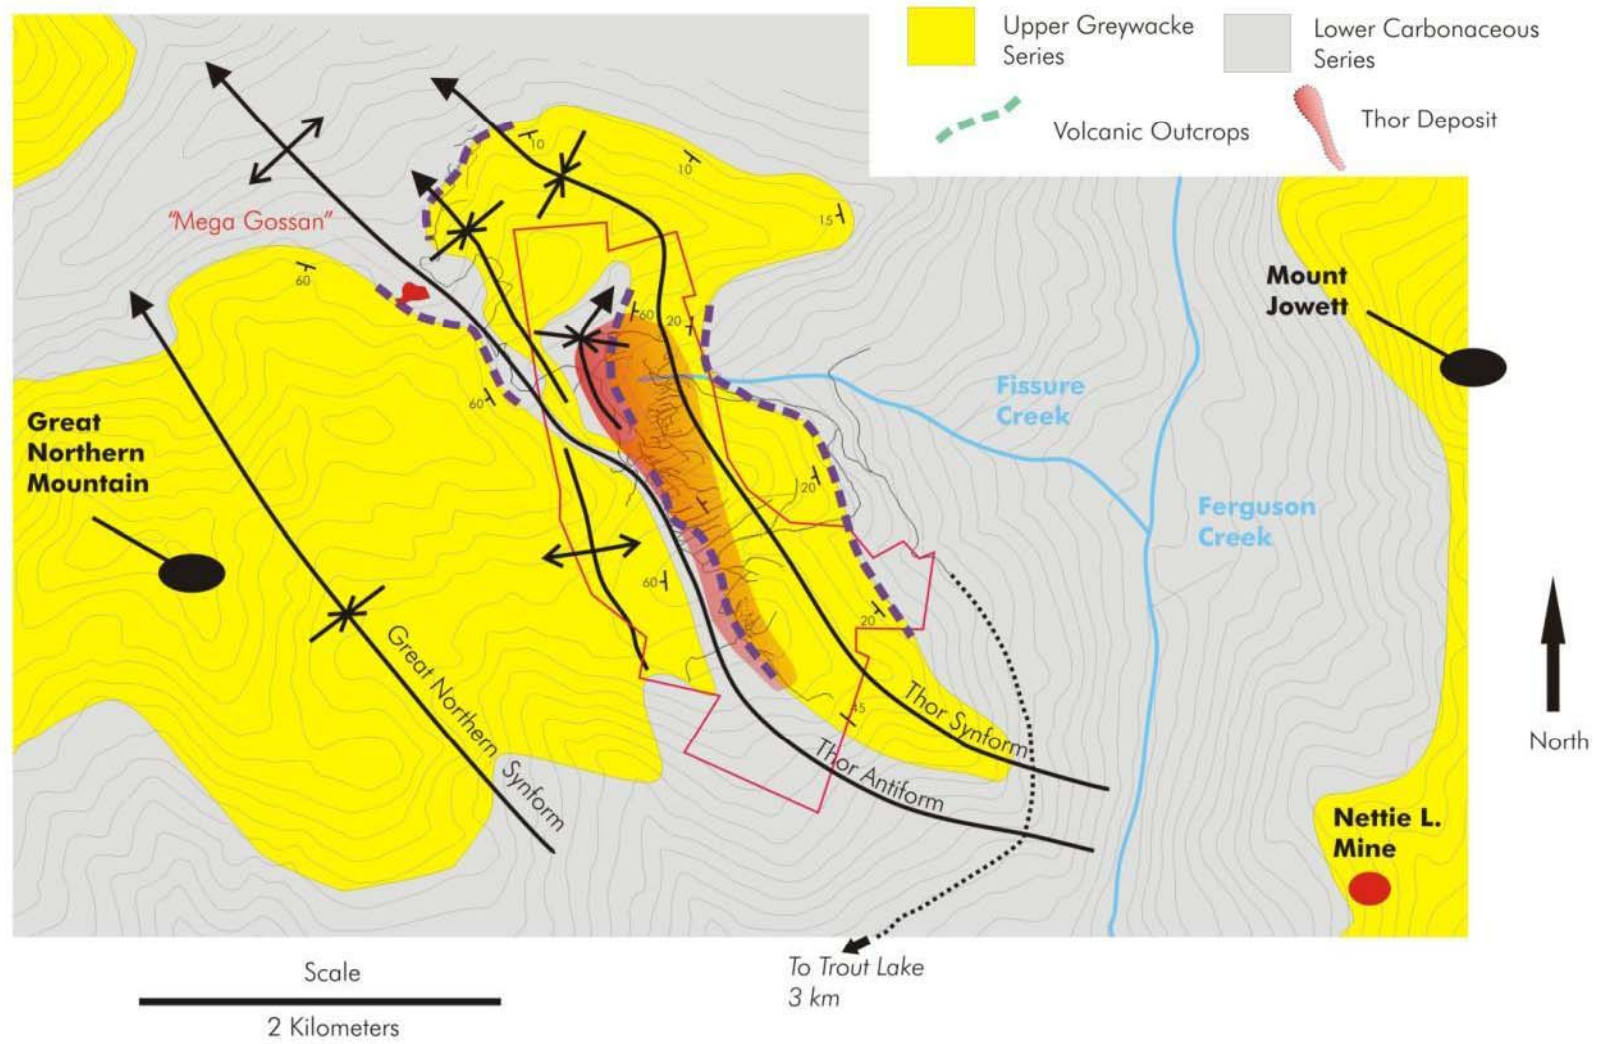 Upper Greywacke
Series
Lower Carbonaceous
Series
Volcanic Outcrops
Thor Deposit
10
10
15
"Mega Gossan"
60
60
20
Mount
Jowett
60
Fissure
Creek
Great
Northern
Mountain
20
Ferguson
Creek
60
20
Great Northern Synform
45
Thor Synform
Thor Antiform
North
Nettie L.
Mine
To Trout Lake
3 km
Scale
2 Kilometers